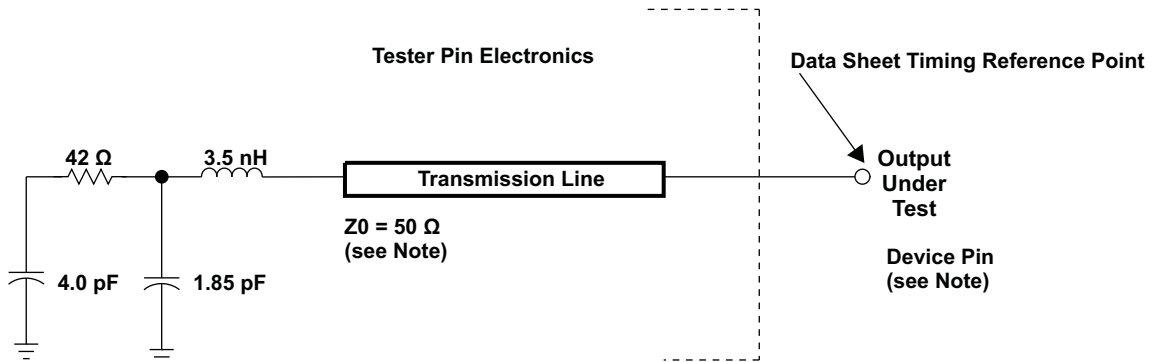 Tester Pin Electronics
Data Sheet Timing Reference Point
42 Ω
3.5 nH
Transmission Line
Output
Under
Test
Z0 = 50 Ω
(see Note)
Device Pin
(see Note)
4.0 pF
1.85 pF